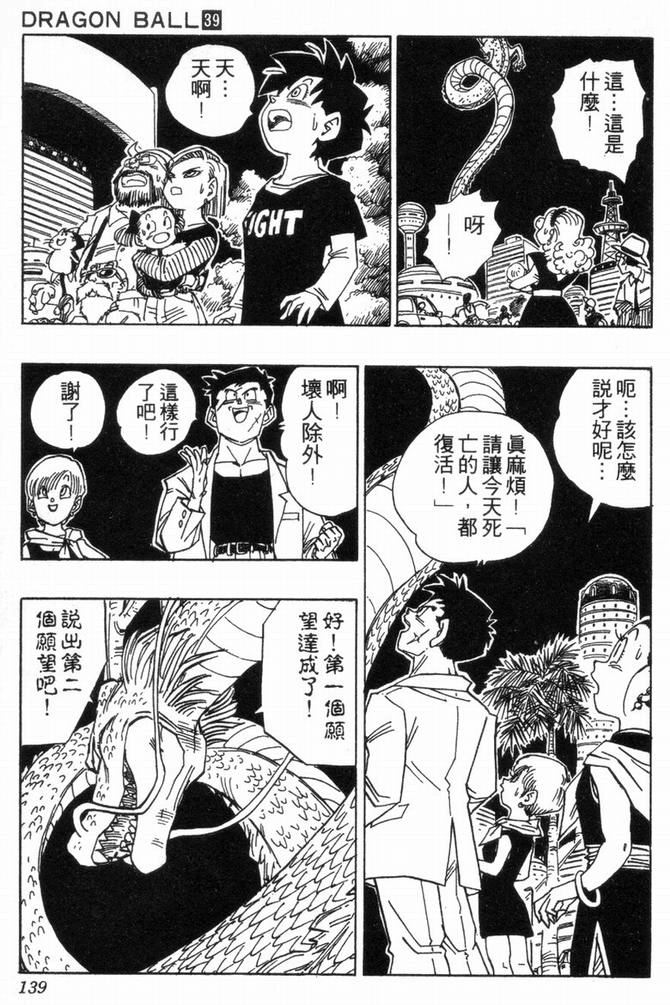 DRAGON BALL 39
這…這是
什麼!
呀
——!
天…
天啊!
FIGHT
呃…該怎麼
說才好呢…
眞麻煩!「
請讓今天死
亡的人,都
復活!」
啊!
壞人除外!
這樣行
了吧!
謝了!
好!第一個願
望達成了!
說出第二
個願望吧!
139